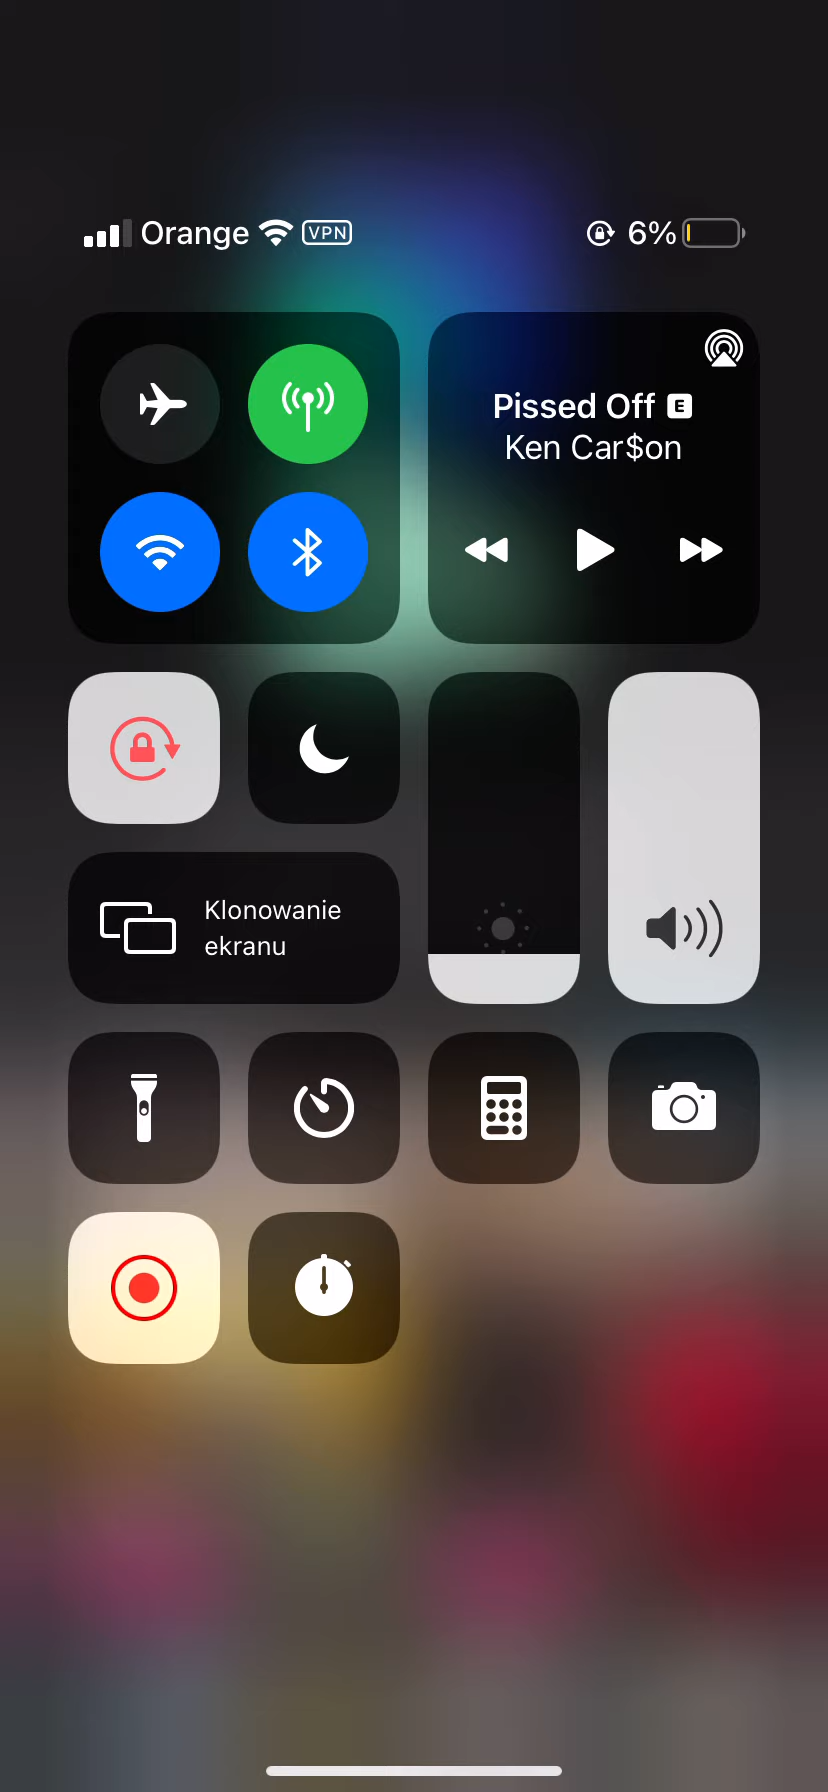 Orange VPN 6%
Pissed Off E
Ken Car$on
Klonowanie
ekranu